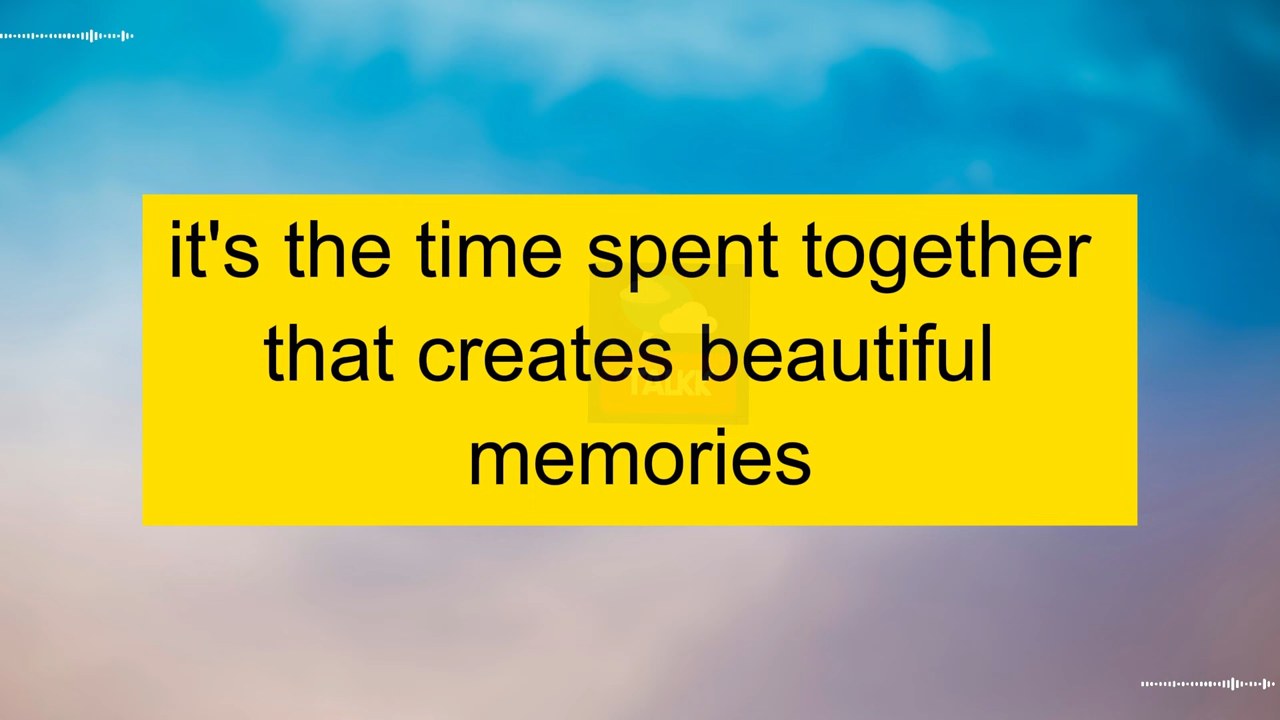 it's the time spent together
that creates beautiful
memories